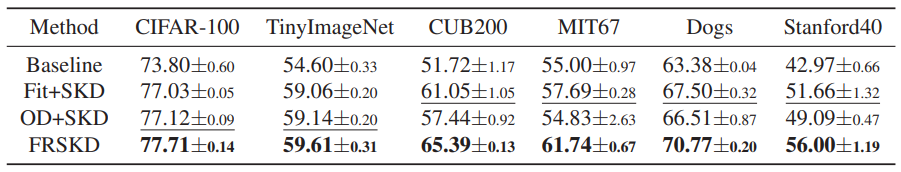 Method CIFAR-100 TinyImageNet CUB200 MIT67 Dogs Stanford40
Baseline 73.80±0.60 54.60±0.33 51.72±1.17 55.00±0.97 63.38±0.04 42.97±0.66
Fit+SKD 77.03±0.05 59.06±0.20 61.05±1.05 57.69±0.28 67.50±0.32 51.66±1.32
OD+SKD 77.12±0.09 59.14±0.20 57.44±0.92 54.83±2.63 66.51±0.87 49.09±0.47
FRSKD 77.71±0.14 59.61±0.31 65.39±0.13 61.74±0.67 70.77±0.20 56.00±1.19